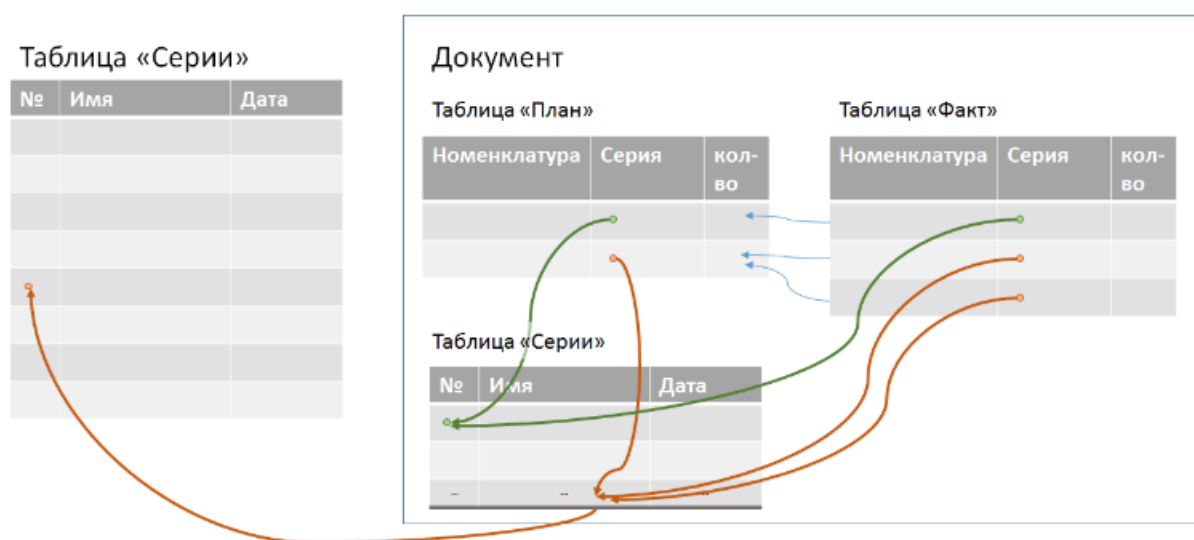 Таблица «Серии»
№ Имя Дата
Документ
Таблица «План»
Номенклатура Серия кол-
во
Таблица «Факт»
Номенклатура Серия кол-
во
Таблица «Серии»
№ Имя Дата
... .. ..